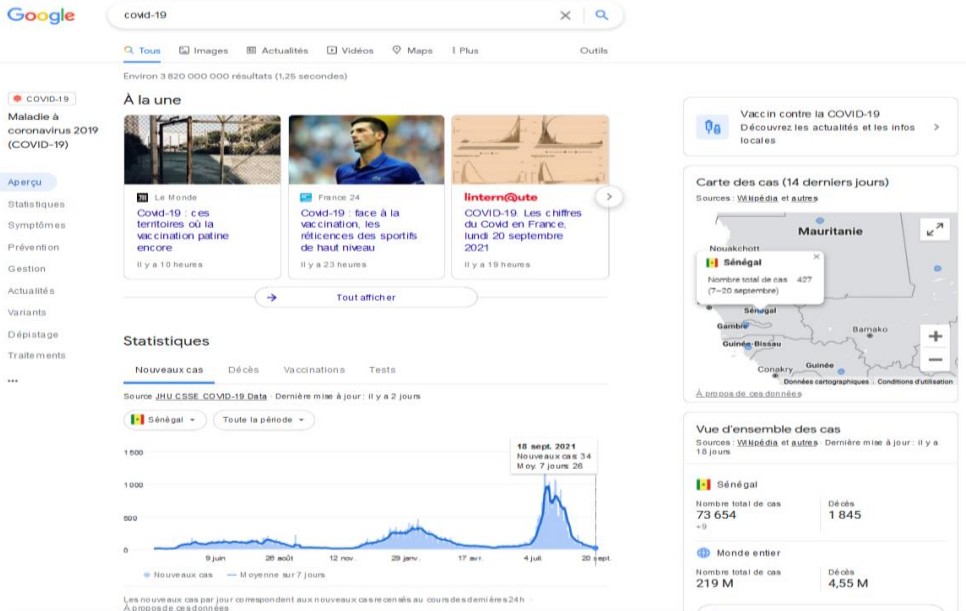 Google
covid-19
Tous
Images
Actualités
Vidéos
Maps
Plus
Outils
Environ 3 820 000 000 résultats (1,25 secondes)
COVID-19
Maladie à
coronavirus 2019
(COVID-19)
Aperçu
Statistiques
Symptômes
Prévention
Gestion
Actualités
Variants
Dépistage
Traitements
À la une
Le Monde
Covid-19 : ces
territoires où la
vaccination patine
encore
Il y a 10 heures
France 24
Covid-19 : face à la
vaccination, les
réticences des sportifs
de haut niveau
Il y a 23 heures
lintern@ute
COVID-19. Les chiffres
du Covid en France,
lundi 20 septembre
2021
Il y a 19 heures
Tout afficher
Statistiques
Nouveaux cas
Décès
Vaccinations
Tests
Source JHU CSSE COVID-19 Data · Dernière mise à jour : il y a 2 jours
Sénégal
Toute la période
18 sept. 2021
Nouveaux cas 34
Moy. 7 jours 26
1 500
1 000
500
0
9 juin
26 août
12 nov.
29 janv.
17 avr.
4 juil.
20 sept.
Nouveaux cas
Moyenne sur 7 jours
Les nouveaux cas par jour correspondent aux nouveaux cas recensés au cours des dernières 24 h ·
À propos de ces données
Vaccin contre la COVID-19
Découvrez les actualités et les infos
locales
Carte des cas (14 derniers jours)
Sources : Wikipédia et autres
Mauritanie
Nouakchott
Sénégal
Nombre total de cas 427
(7–20 septembre)
Sénégal
Gambie
Bamako
Guinée-Bissau
Guinée
Conakry
Données cartographiques
Conditions d'utilisation
À propos de ces données
Vue d'ensemble des cas
Sources : Wikipédia et autres · Dernière mise à jour : il y a
18 jours
Sénégal
Nombre total de cas
73 654
+9
Décès
1 845
Monde entier
Nombre total de cas
219 M
Décès
4,55 M